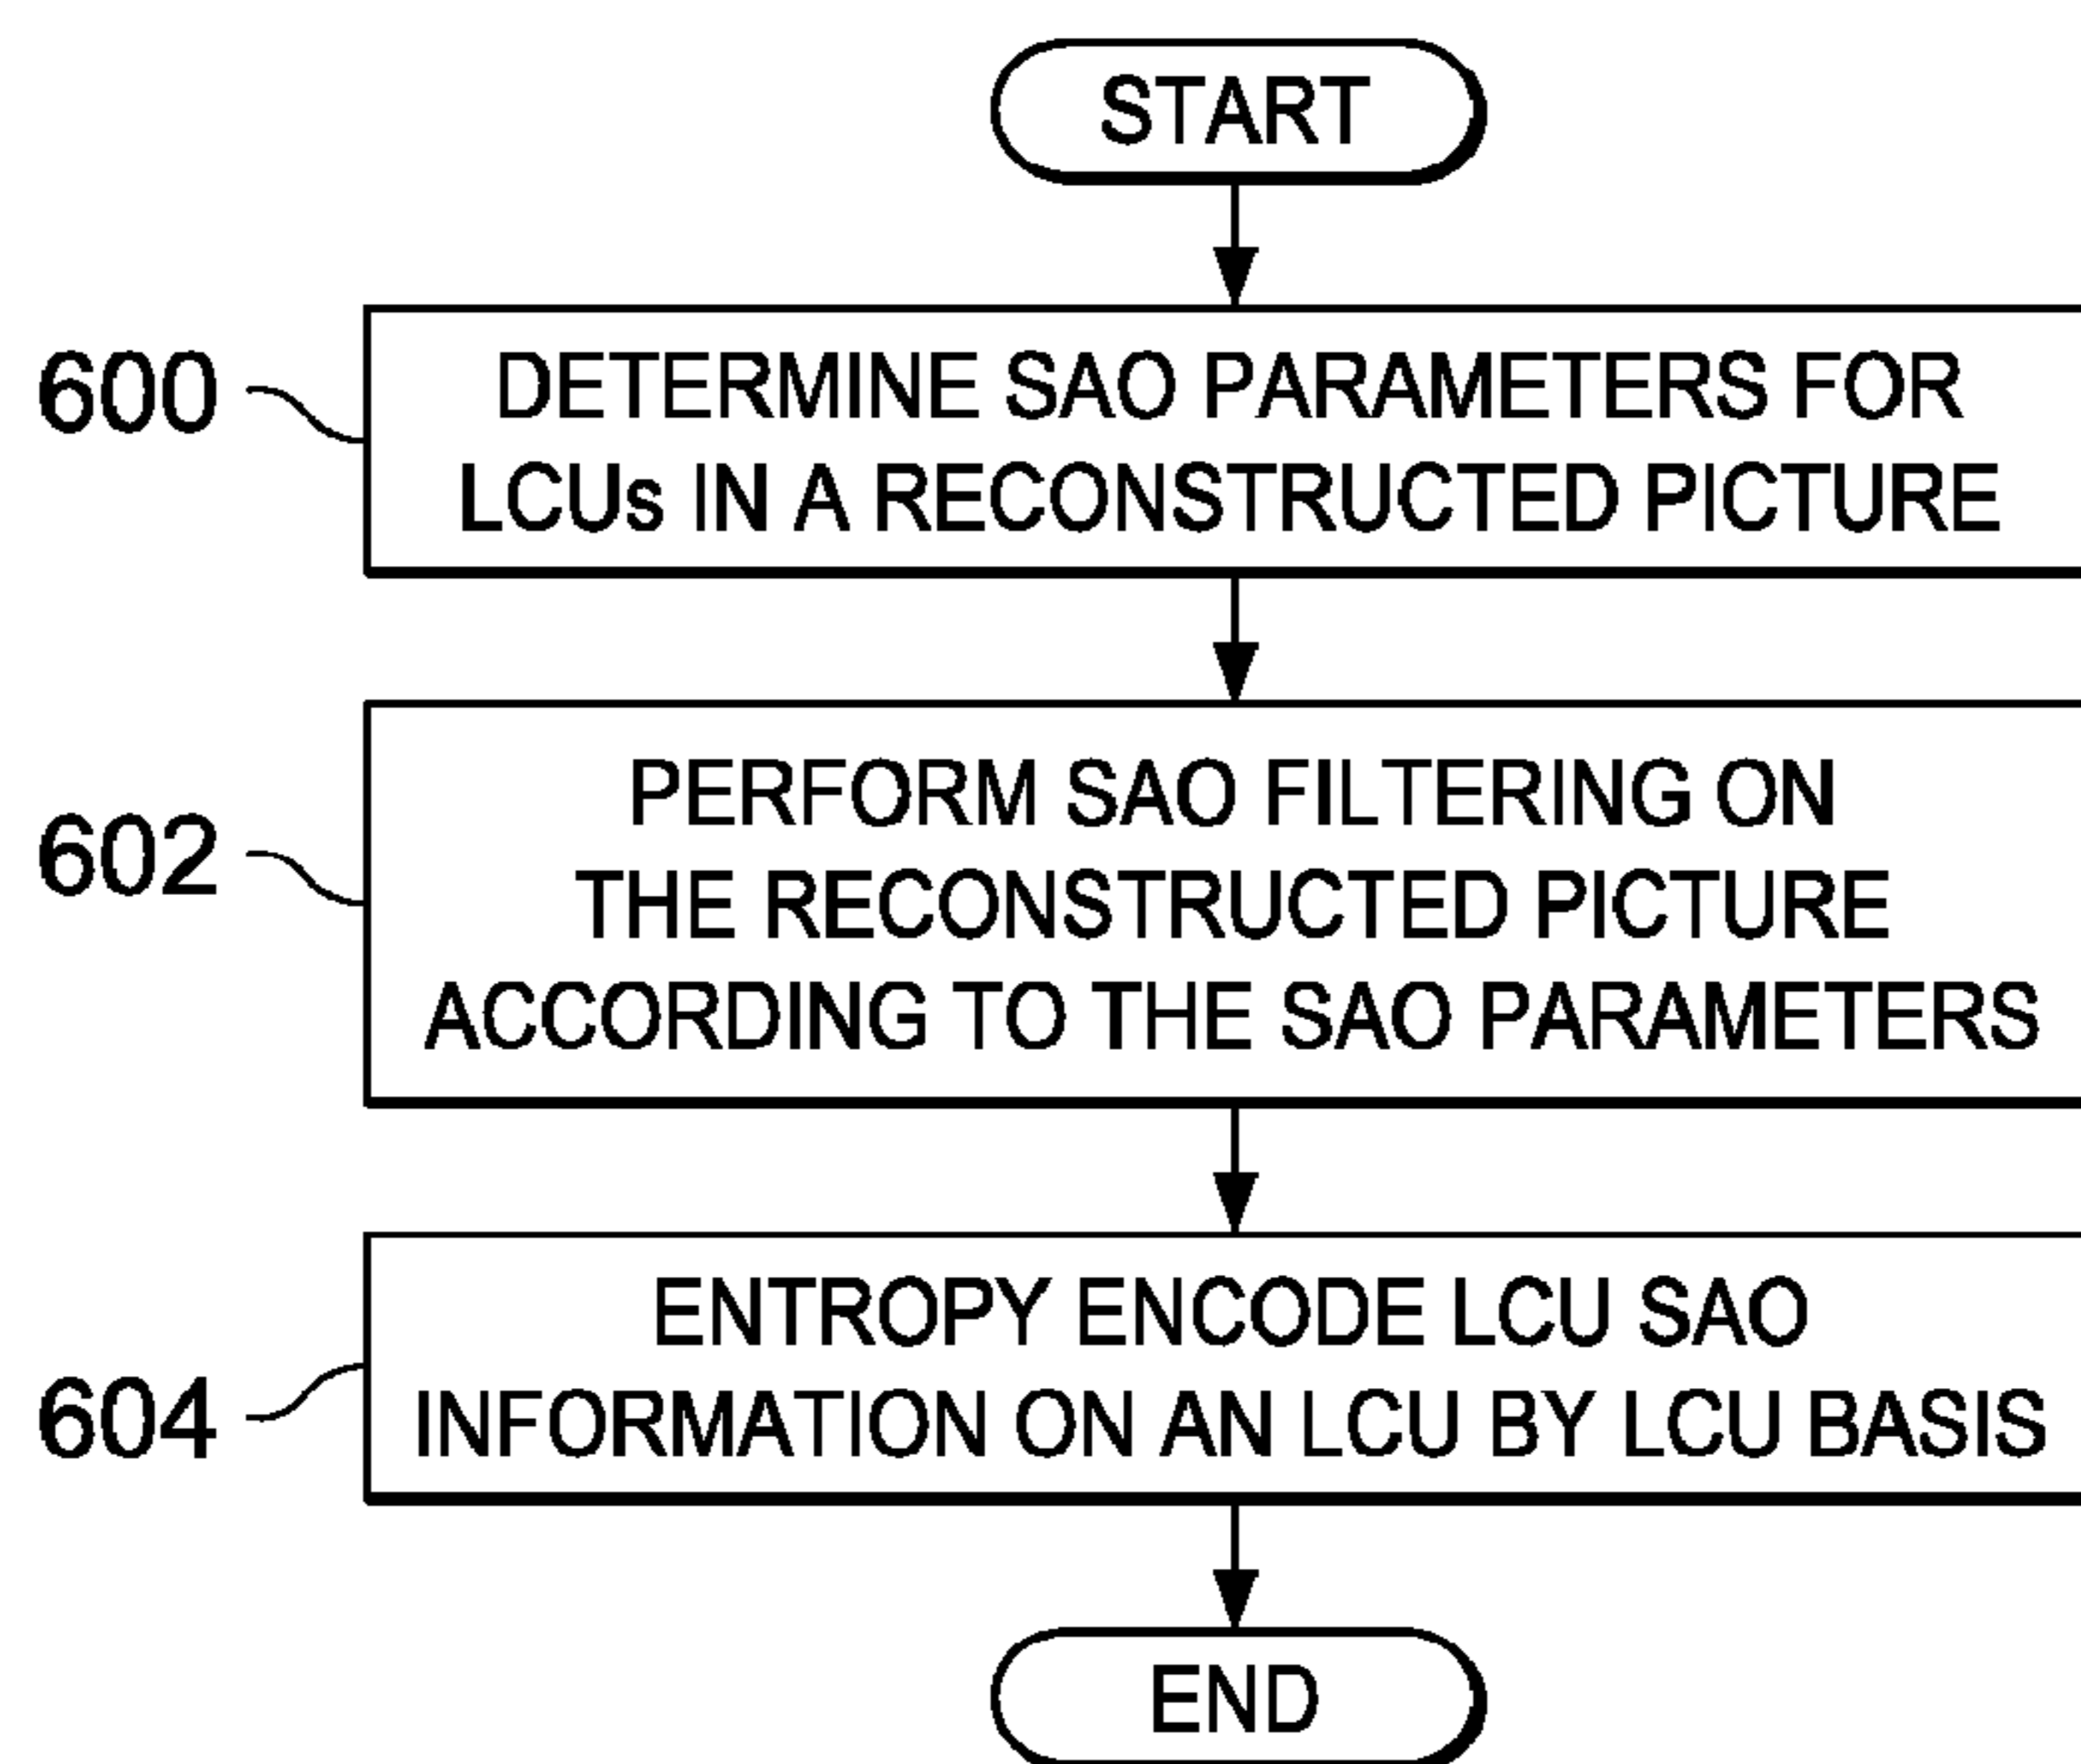 START
600
DETERMINE SAO PARAMETERS FOR
LCUs IN A RECONSTRUCTED PICTURE
602
PERFORM SAO FILTERING ON
THE RECONSTRUCTED PICTURE
ACCORDING TO THE SAO PARAMETERS
604
ENTROPY ENCODE LCU SAO
INFORMATION ON AN LCU BY LCU BASIS
END